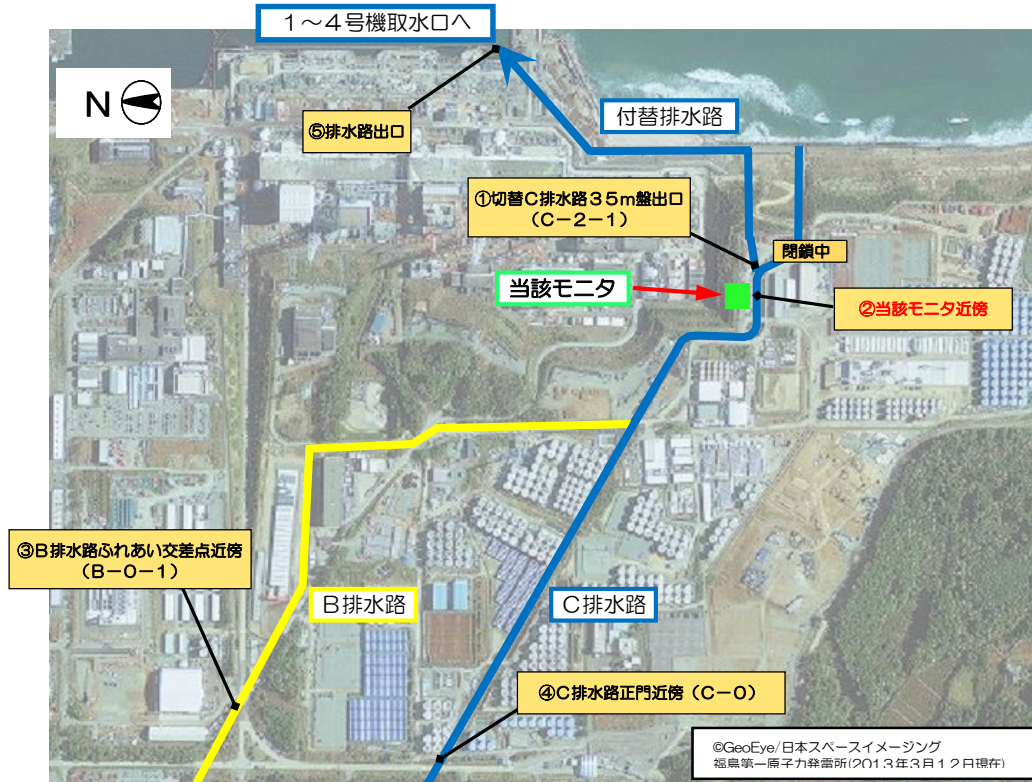 1～4号機取水口へ
N
付替排水路
⑤排水路出口
①切替C排水路35m盤出口
(C-2-1)
閉鎖中
当該モニタ
②当該モニタ近傍
③B排水路ふれあい交差点近傍
(B-0-1)
B排水路
C排水路
④C排水路正門近傍（C-0）
©GeoEye/日本スペースイメージング
福島第一原子力発電所(2013年3月12日現在)